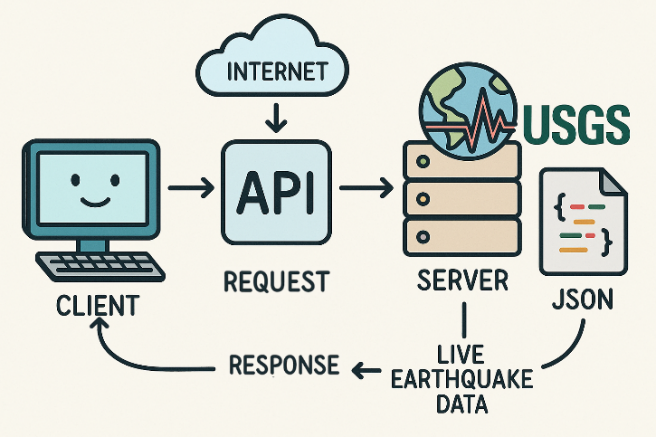 INTERNET
USGS
API
REQUEST
SERVER
JSON
CLIENT
RESPONSE
LIVE
EARTHQUAKE
DATA